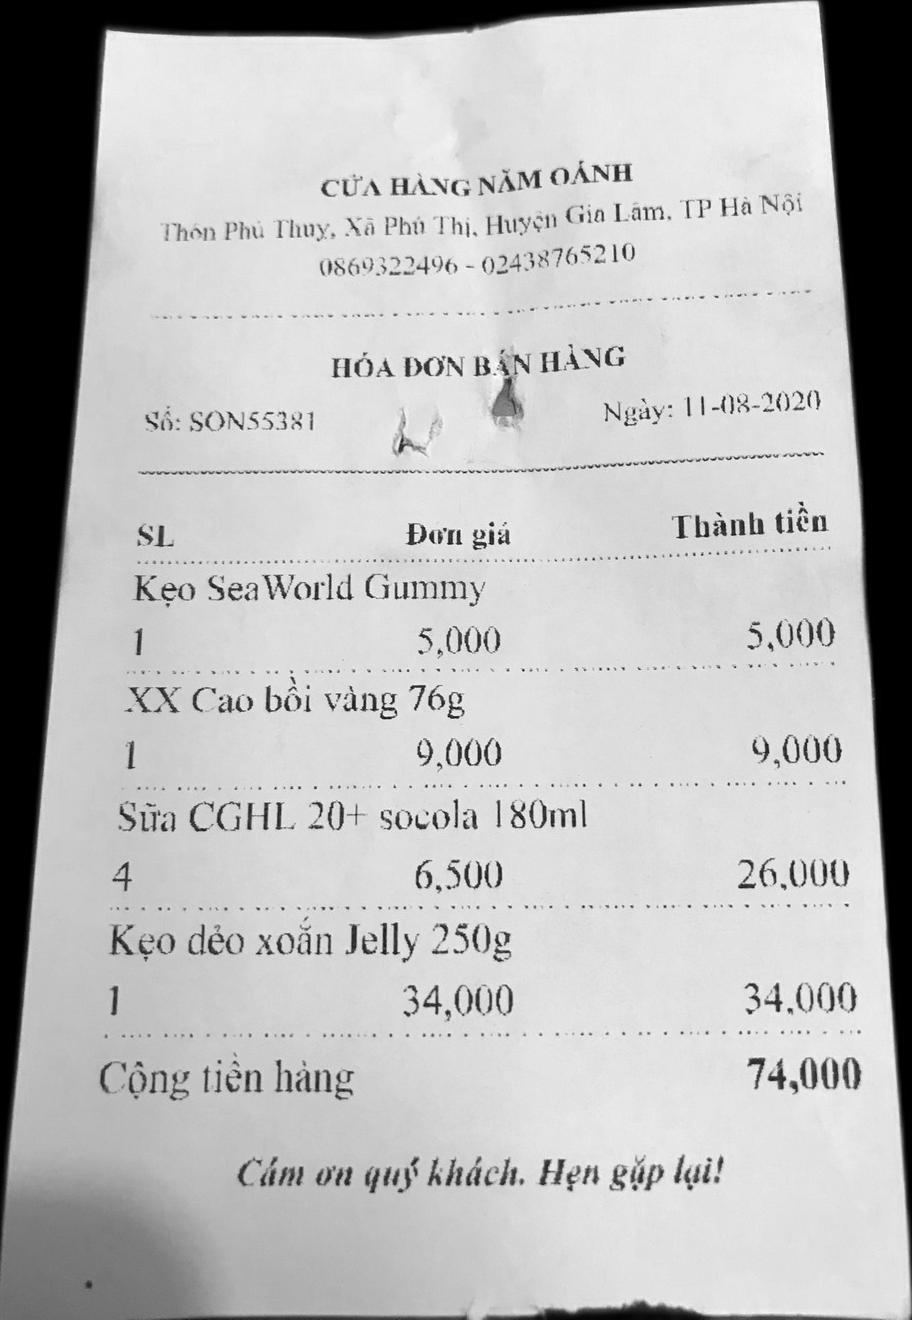 CỬA HÀNG NĂM OÁNH
Thôn Phú Thuỵ, Xã Phú Thị, Huyện Gia Lâm, TP Hà Nội
0869322496 - 02438765210
HÓA ĐƠN BÁN HÀNG
Số: SON55381 Ngày: 11-08-2020
SL Đơn giá Thành tiền
Kẹo SeaWorld Gummy
1 5,000 5,000
XX Cao bồi vàng 76g
1 9,000 9,000
Sữa CGHL 20+ socola 180ml
4 6,500 26,000
Kẹo dẻo xoắn Jelly 250g
1 34,000 34,000
Cộng tiền hàng 74,000
Cám ơn quý khách. Hẹn gặp lại!